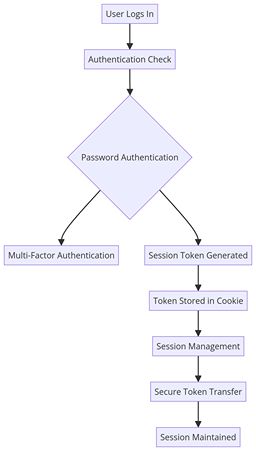 User Logs In
Authentication Check
Password Authentication
Multi-Factor Authentication
Session Token Generated
Token Stored in Cookie
Session Management
Secure Token Transfer
Session Maintained